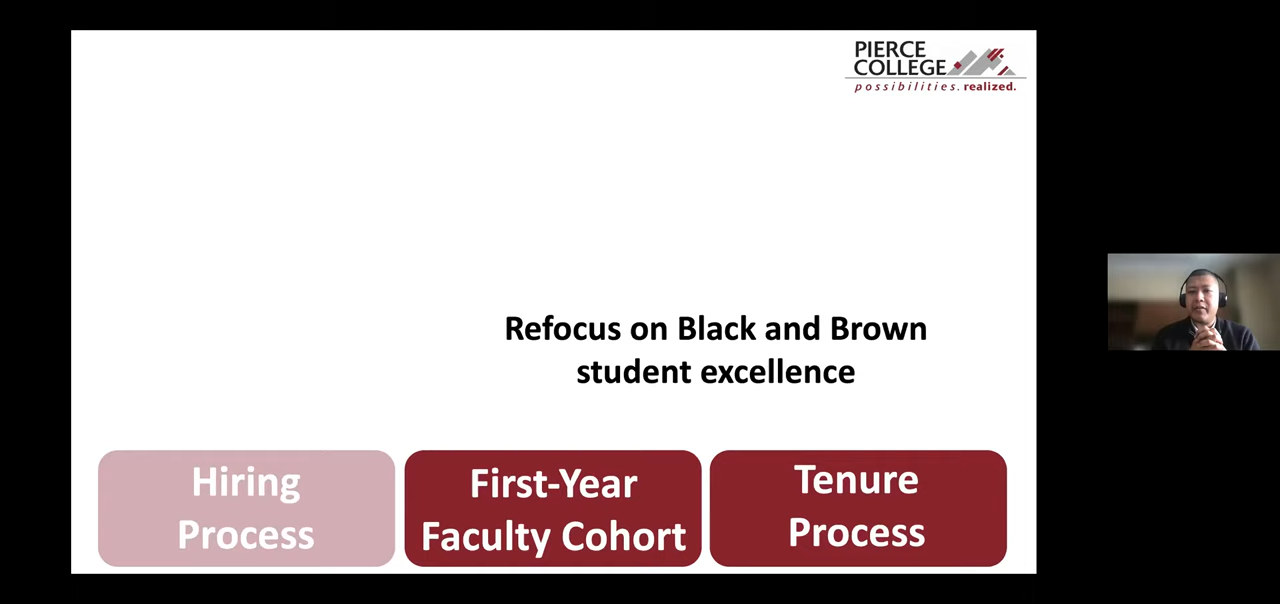 PIERCE
COLLEGE
possibilities. realized.
Refocus on Black and Brown
student excellence
Hiring
Process
First-Year
Faculty Cohort
Tenure
Process